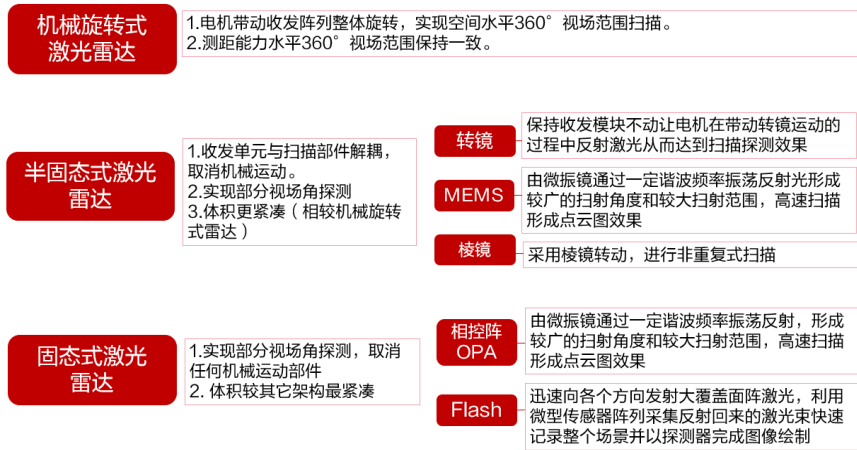 机械旋转式
激光雷达
1.电机带动收发阵列整体旋转，实现空间水平360°视场范围扫描。
2.测距能力水平360°视场范围保持一致。
半固态式激光
雷达
1.收发单元与扫描部件解耦，
取消机械运动。
2.实现部分视场角探测
3.体积更紧凑（相较机械旋转
式雷达）
转镜
保持收发模块不动让电机在带动转镜运动的
过程中反射激光从而达到扫描探测效果
MEMS
由微振镜通过一定谐波频率振荡反射光形成
较广的扫射角度和较大扫射范围，高速扫描
形成点云图效果
棱镜
采用棱镜转动，进行非重复式扫描
固态式激光
雷达
1.实现部分视场角探测，取消
任何机械运动部件
2. 体积较其它架构最紧凑
相控阵
OPA
由微振镜通过一定谐波频率振荡反射，形成
较广的扫射角度和较大扫射范围，高速扫描
形成点云图效果
Flash
迅速向各个方向发射大覆盖面阵激光，利用
微型传感器阵列采集反射回来的激光束快速
记录整个场景并以探测器完成图像绘制